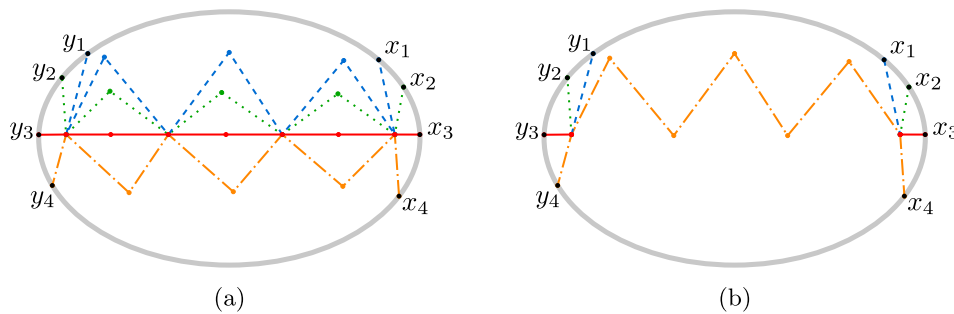 y₁ x₁ y₁ x₁
y₂ x₂ y₂ x₂
y₃ x₃ y₃ x₃
y₄ x₄ y₄ x₄
(a) (b)